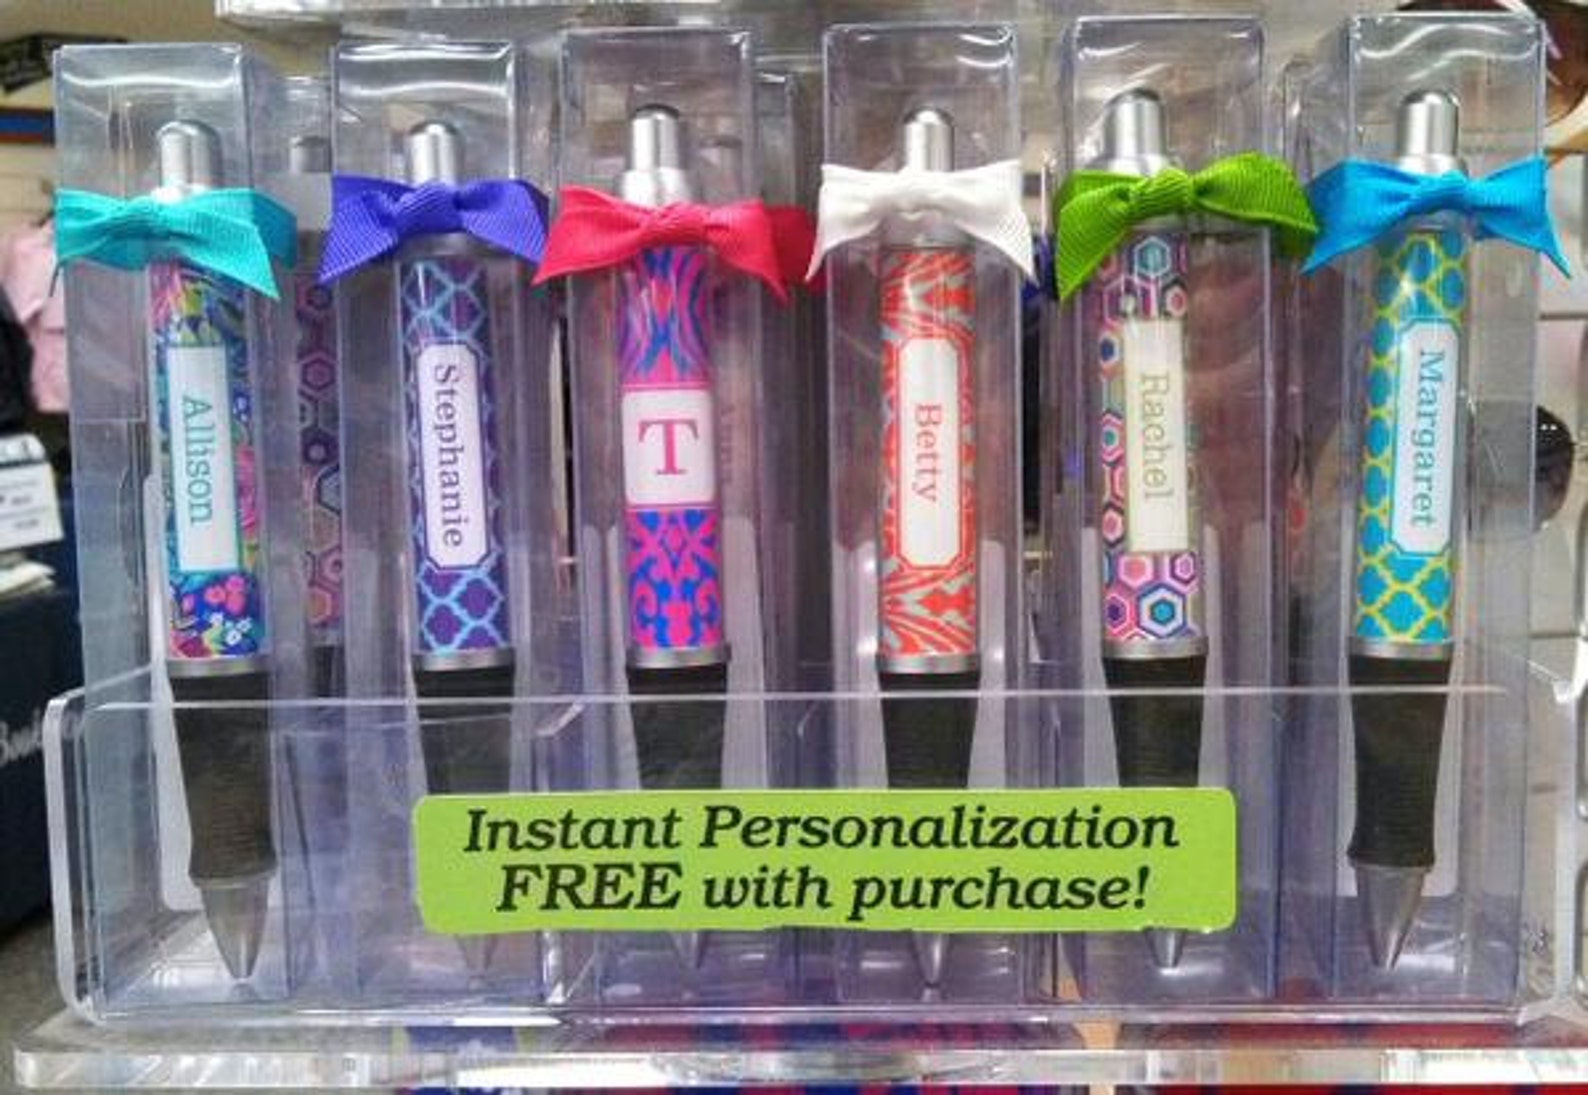 Allison
Stephanie
T
Betty
Rachel
Margaret
Instant Personalization
FREE with purchase!